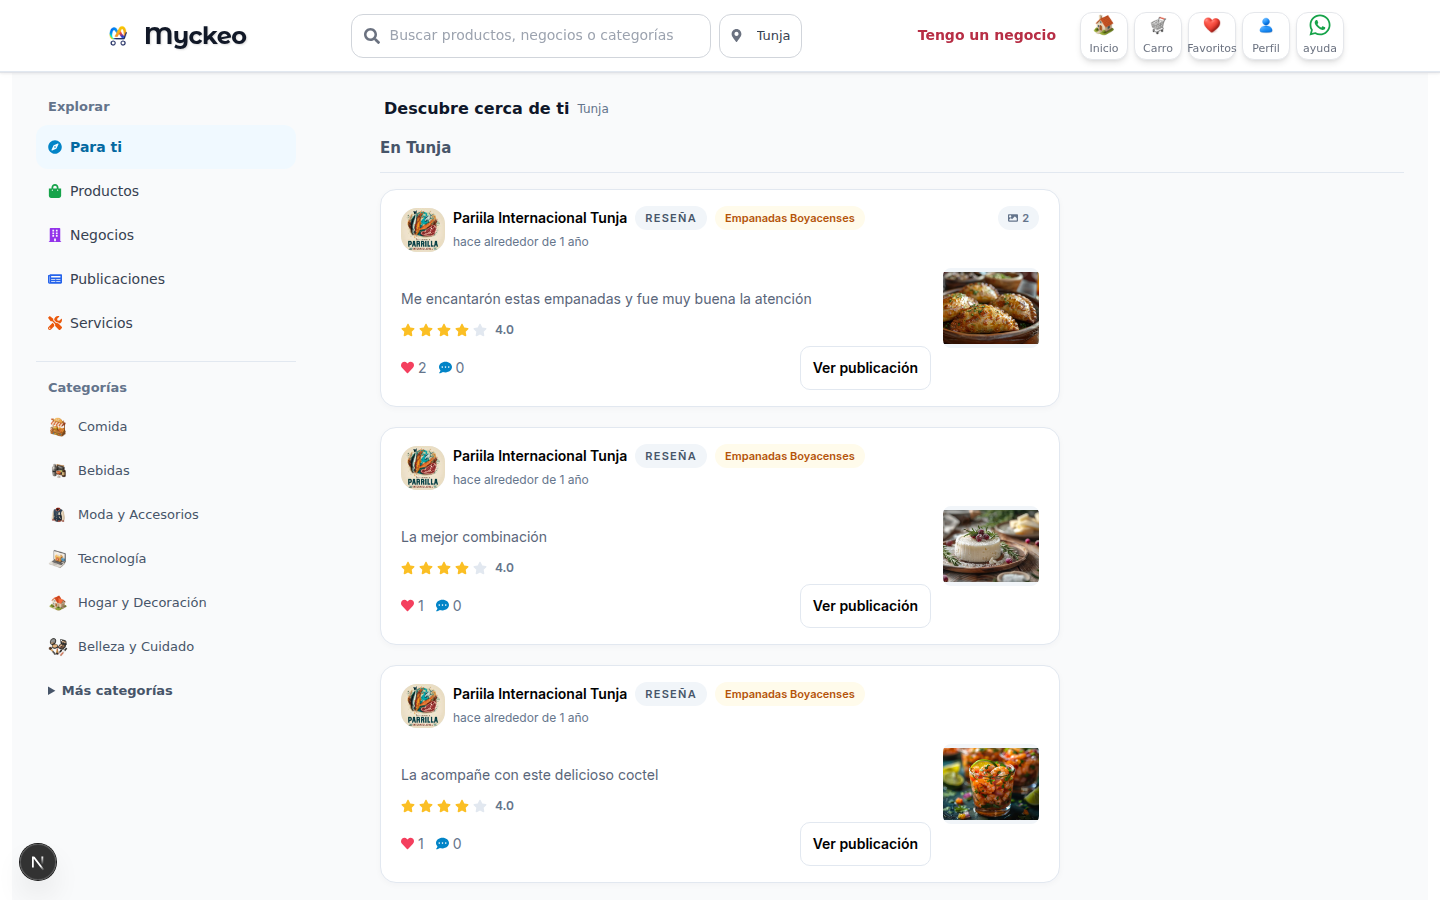 Myckeo
Buscar productos, negocios o categorías
Tunja
Tengo un negocio
Inicio
Carro
Favoritos
Perfil
ayuda
Explorar
Para ti
Productos
Negocios
Publicaciones
Servicios
Categorías
Comida
Bebidas
Moda y Accesorios
Tecnología
Hogar y Decoración
Belleza y Cuidado
Más categorías
Descubre cerca de ti Tunja
En Tunja
PARRILLA
Pariila Internacional Tunja RESEÑA Empanadas Boyacenses 2
hace alrededor de 1 año
Me encantarón estas empanadas y fue muy buena la atención
4.0
2 0
Ver publicación
PARRILLA
Pariila Internacional Tunja RESEÑA Empanadas Boyacenses
hace alrededor de 1 año
La mejor combinación
4.0
1 0
Ver publicación
PARRILLA
Pariila Internacional Tunja RESEÑA Empanadas Boyacenses
hace alrededor de 1 año
La acompañe con este delicioso coctel
4.0
1 0
Ver publicación
N